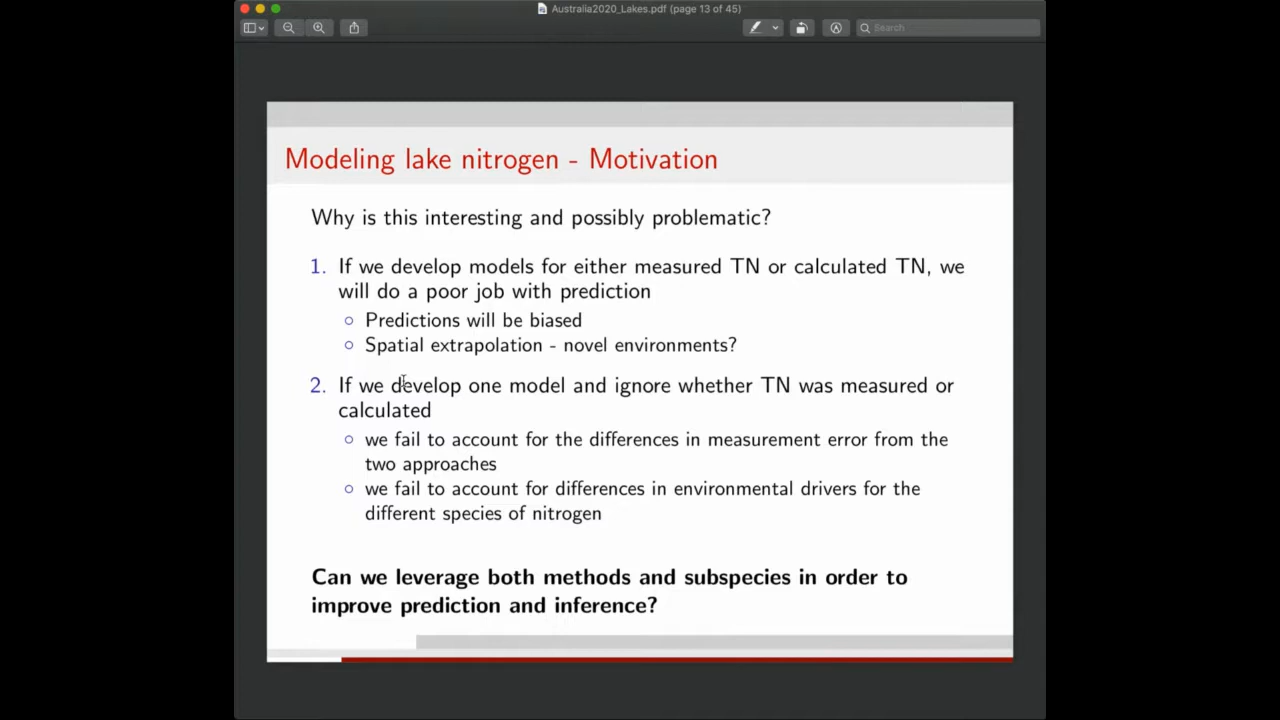 Australia2020_Lakes.pdf (page 13 of 45)
Search
Modeling lake nitrogen - Motivation
Why is this interesting and possibly problematic?
1. If we develop models for either measured TN or calculated TN, we
will do a poor job with prediction
Predictions will be biased
Spatial extrapolation - novel environments?
2. If we develop one model and ignore whether TN was measured or
calculated
we fail to account for the differences in measurement error from the
two approaches
we fail to account for differences in environmental drivers for the
different species of nitrogen
Can we leverage both methods and subspecies in order to
improve prediction and inference?